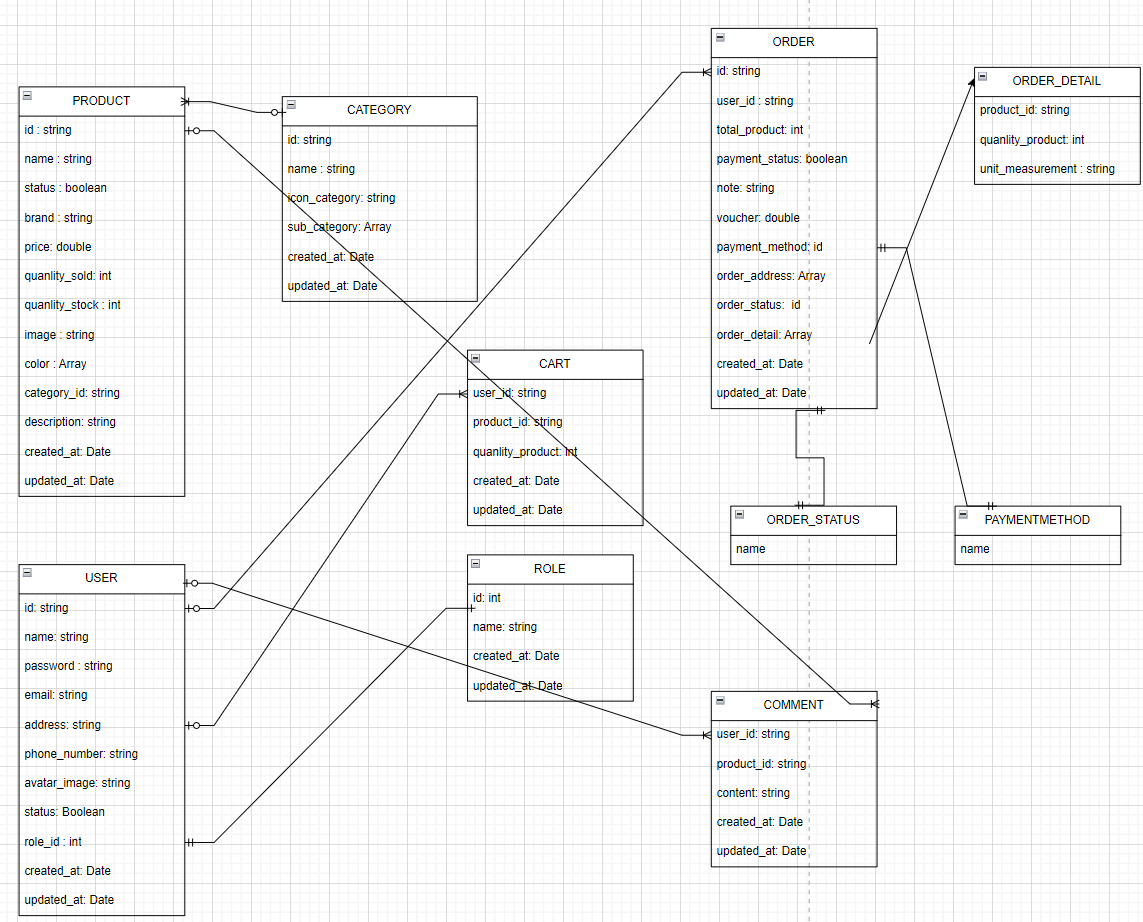 PRODUCT
id : string
name : string
status : boolean
brand : string
price: double
quanlity_sold: int
quanlity_stock : int
image : string
color : Array
category_id: string
description: string
created_at: Date
updated_at: Date
CATEGORY
id: string
name : string
icon_category: string
sub_category: Array
created_at: Date
updated_at: Date
ORDER
id: string
user_id : string
total_product: int
payment_status: boolean
note: string
voucher: double
payment_method: id
order_address: Array
order_status: id
order_detail: Array
created_at: Date
updated_at: Date
ORDER_DETAIL
product_id: string
quanlity_product: int
unit_measurement : string
CART
user_id: string
product_id: string
quanlity_product: int
created_at: Date
updated_at: Date
ORDER_STATUS
name
PAYMENTMETHOD
name
USER
id: string
name: string
password : string
email: string
address: string
phone_number: string
avatar_image: string
status: Boolean
role_id : int
created_at: Date
updated_at: Date
ROLE
id: int
name: string
created_at: Date
updated_at: Date
COMMENT
user_id: string
product_id: string
content: string
created_at: Date
updated_at: Date